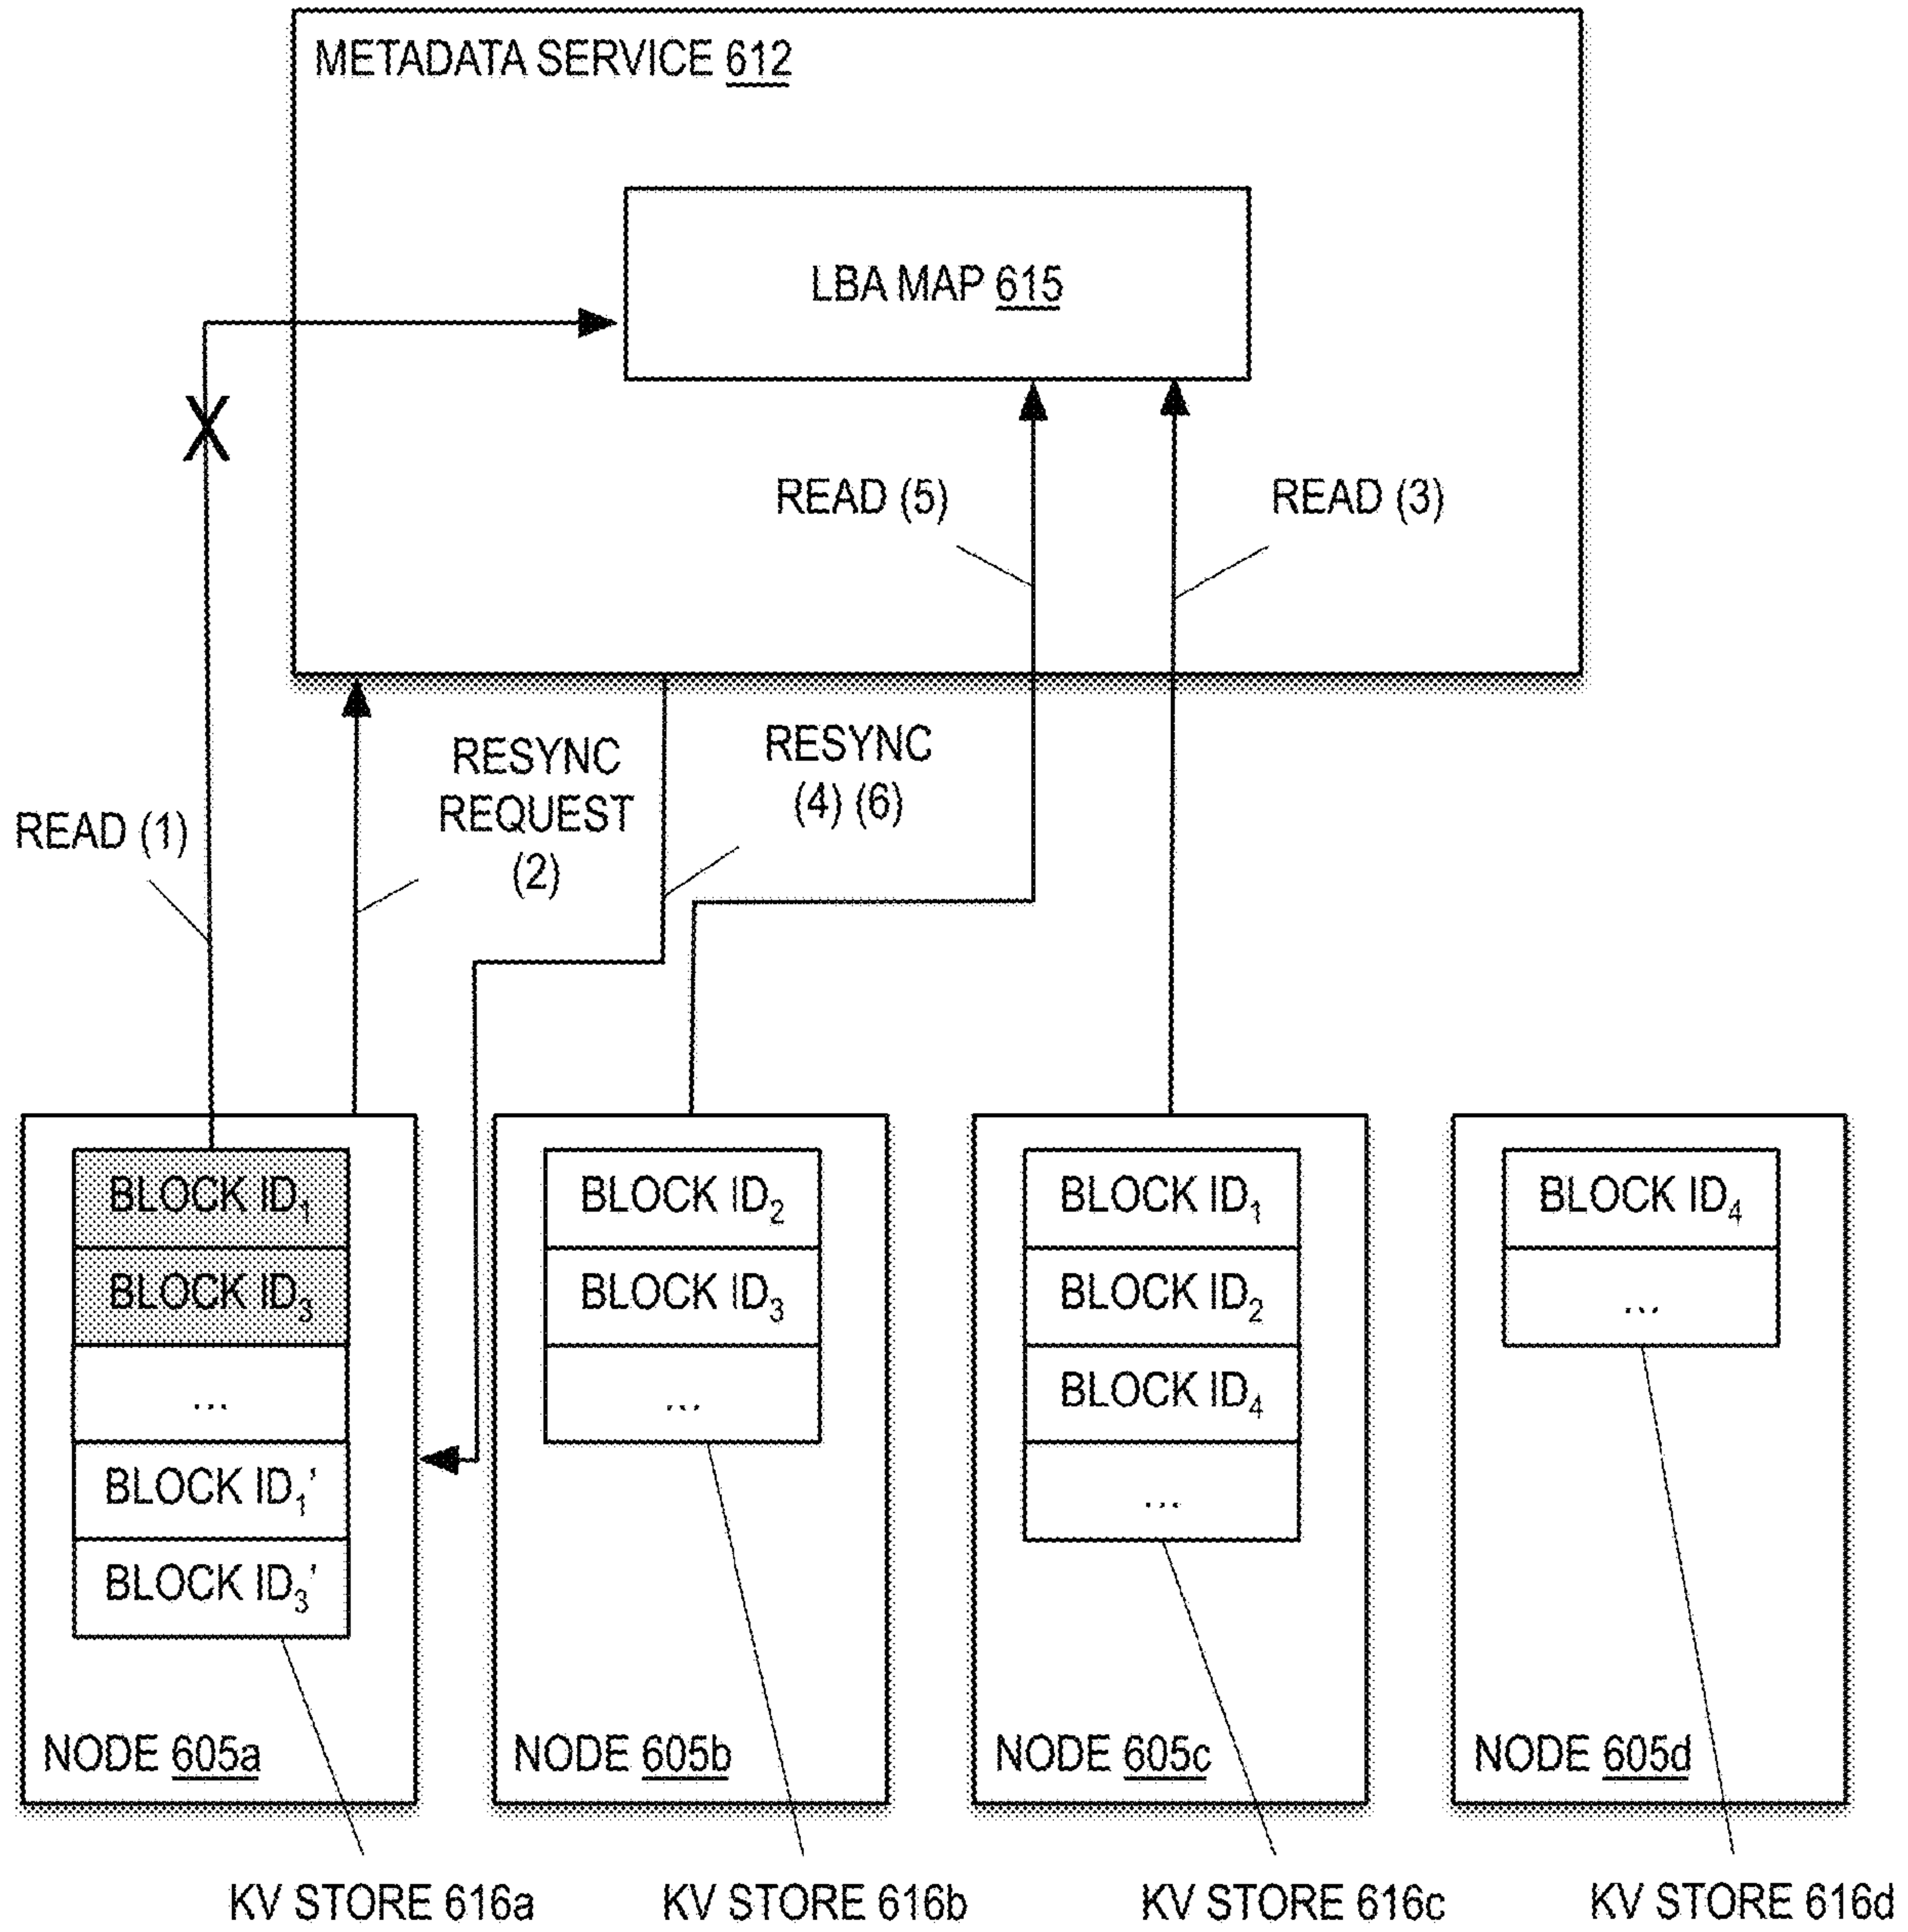 METADATA SERVICE 612
LBA MAP 615
X
READ (5)
READ (3)
READ (1)
RESYNC
REQUEST
(2)
RESYNC
(4) (6)
BLOCK ID₁
BLOCK ID₃
...
BLOCK ID₁'
BLOCK ID₃'
NODE 605a
BLOCK ID₂
BLOCK ID₃
...
NODE 605b
BLOCK ID₁
BLOCK ID₂
BLOCK ID₄
...
NODE 605c
BLOCK ID₄
...
NODE 605d
KV STORE 616a
KV STORE 616b
KV STORE 616c
KV STORE 616d